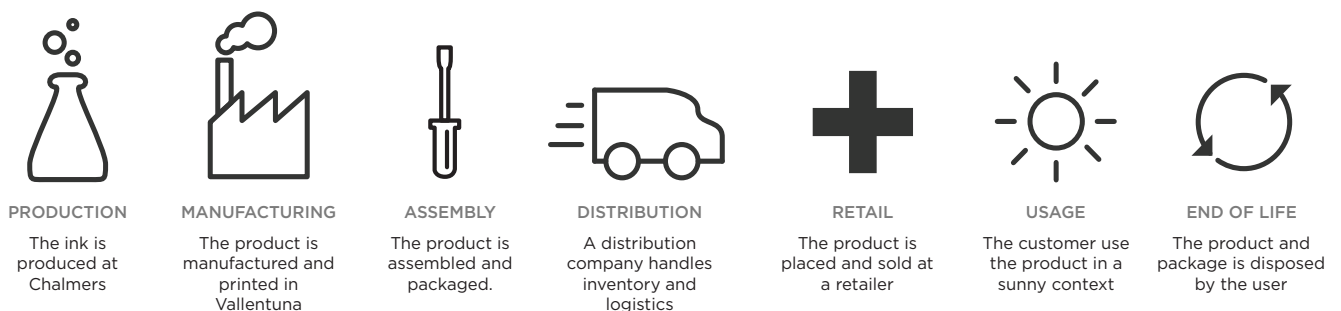 PRODUCTION
The ink is
produced at
Chalmers
MANUFACTURING
The product is
manufactured and
printed in
Vallentuna
ASSEMBLY
The product is
assembled and
packaged.
DISTRIBUTION
A distribution
company handles
inventory and
logistics
RETAIL
The product is
placed and sold at
a retailer
USAGE
The customer use
the product in a
sunny context
END OF LIFE
The product and
package is disposed
by the user